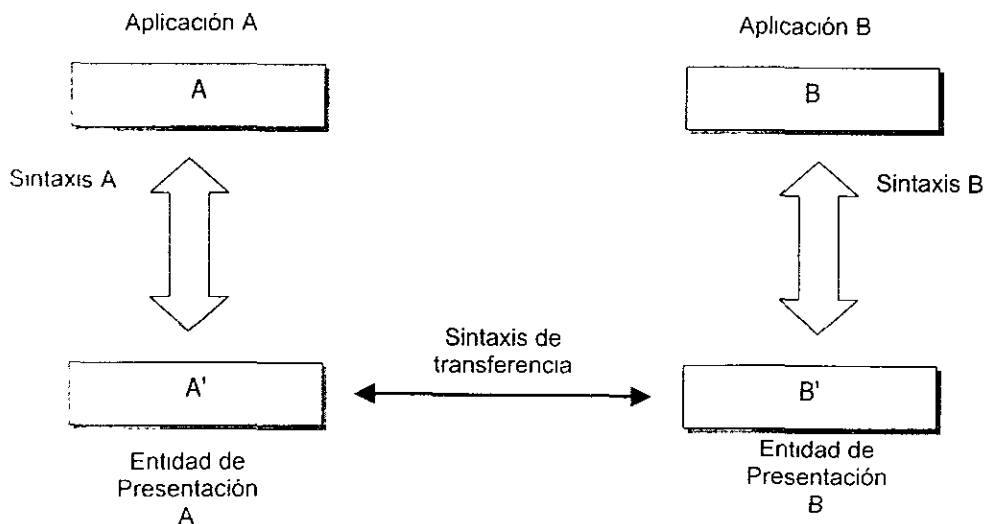 Aplicación A
Aplicación B
A
B
Sintaxis A
Sintaxis B
Sintaxis de
transferencia
A'
B'
Entidad de
Presentación
A
Entidad de
Presentación
B